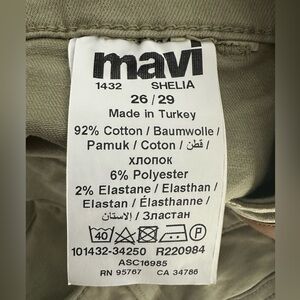 mavi
1432 SHELIA
26 / 29
Made in Turkey
92% Cotton / Baumwolle /
Pamuk / Coton / قطن /
хлопок
6% Polyester
2% Elastane / Elasthan /
Elastan / Élasthanne /
الاستان / Эластан
40
101432-34250 R220984
ASC16985
RN 95767 CA 34786